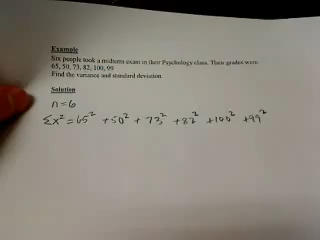 Example
Six people took a midterm exam in their Psychology class. Their grades were:
65, 50, 73, 82, 100, 99
Find the variance and standard deviation.
Solution
n=6
Σx² = 65² + 50² + 73² + 82² + 100² + 99²